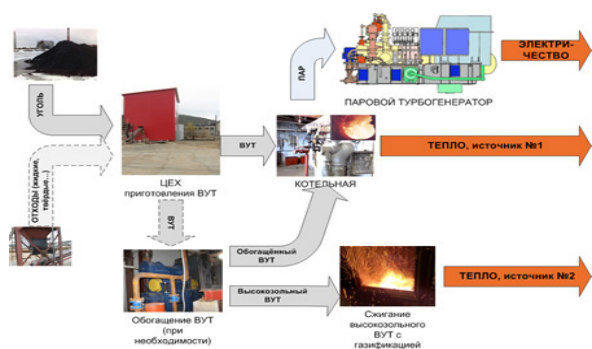 ЭЛЕКТРИ-
ЧЕСТВО
ПАР
ПАРОВОЙ ТУРБОГЕНЕРАТОР
УГОЛЬ
ВУТ
ТЕПЛО, источник №1
ОТХОДЫ (жидкие,
твёрдые...)
ЦЕХ
приготовления ВУТ
КОТЕЛЬНАЯ
ВУТ
Обогащённый
ВУТ
Высокозольный
ВУТ
ТЕПЛО, источник №2
Обогащение ВУТ
(при
необходимости)
Сжигание
высокозольного
ВУТ с
газификацией